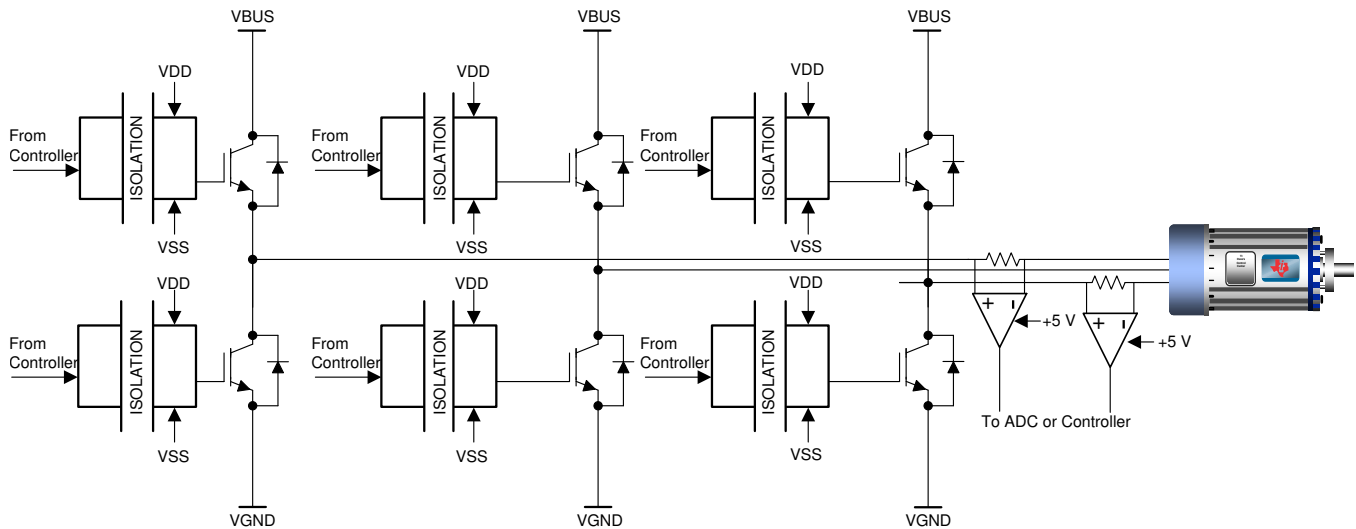 VBUS
VBUS
VBUS
VDD
VDD
VDD
From
Controller
ISOLATION
From
Controller
ISOLATION
From
Controller
ISOLATION
VSS
VSS
VSS
VDD
VDD
VDD
From
Controller
ISOLATION
From
Controller
ISOLATION
From
Controller
ISOLATION
+5 V
+5 V
VSS
VSS
VSS
To ADC or Controller
VGND
VGND
VGND